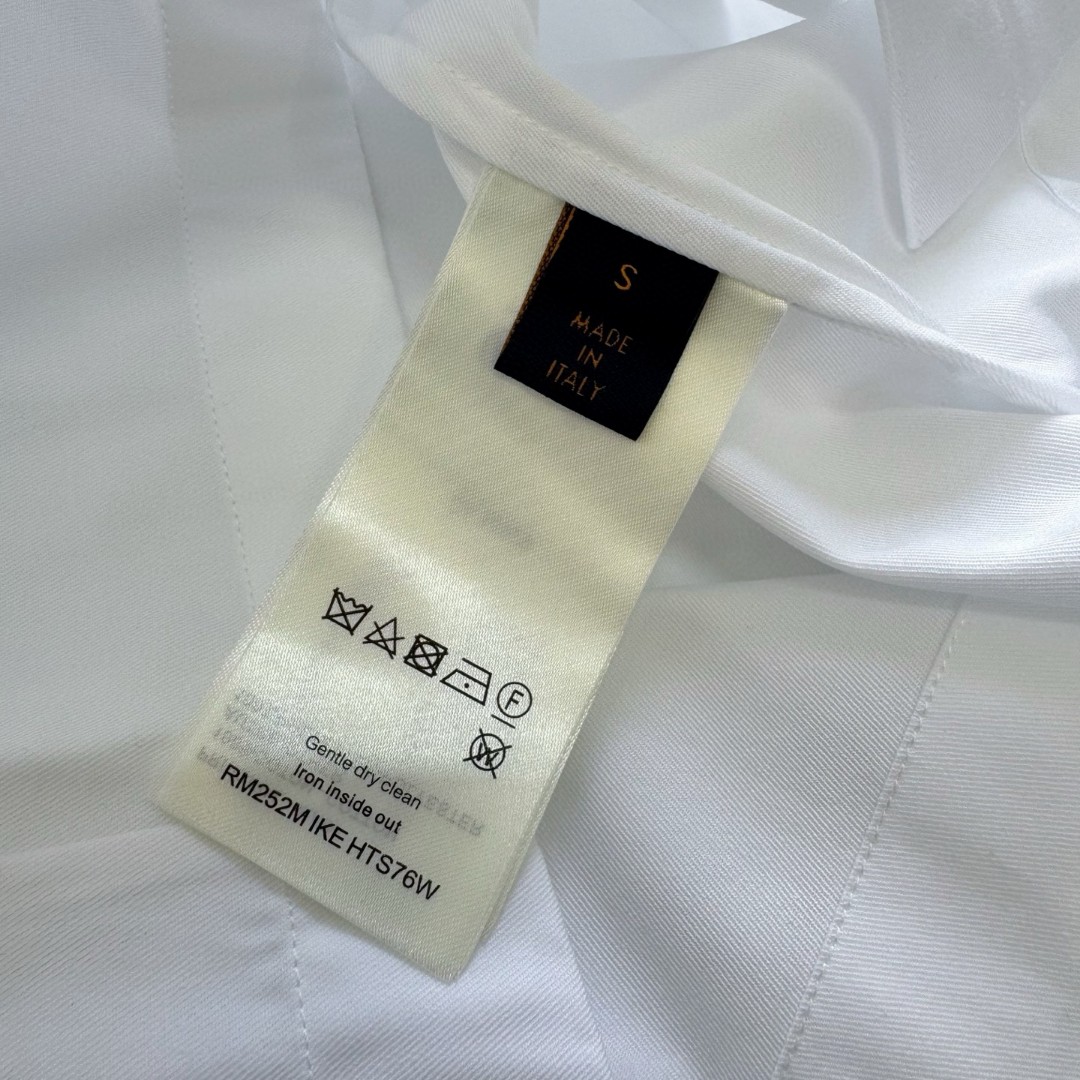 S
MADE
IN
ITALY
F
W
Gentle dry clean
Iron inside out
RM252M IKE HTS76W